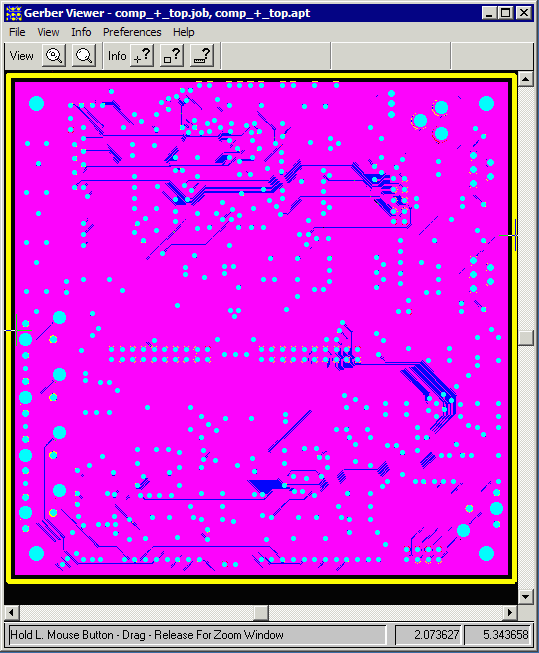 Gerber Viewer - comp_+_top.job, comp_+_top.apt
File View Info Preferences Help
View Info
Hold L. Mouse Button - Drag - Release For Zoom Window 2.073627 5.343658